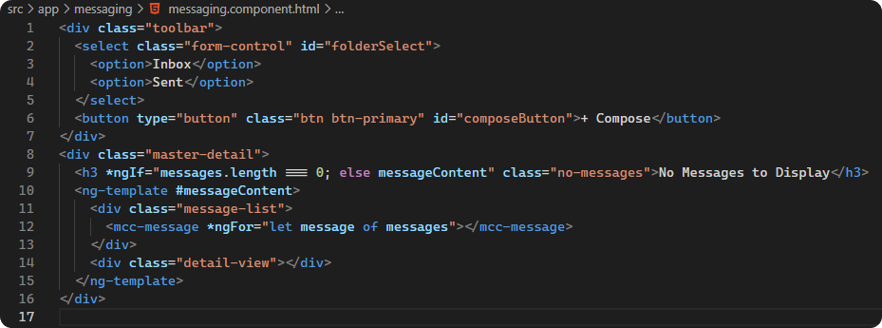 src > app > messaging > messaging.component.html > ...
1 <div class="toolbar">
2   <select class="form-control" id="folderSelect">
3     <option>Inbox</option>
4     <option>Sent</option>
5   </select>
6   <button type="button" class="btn btn-primary" id="composeButton">+ Compose</button>
7 </div>
8 <div class="master-detail">
9   <h3 *ngIf="messages.length === 0; else messageContent" class="no-messages">No Messages to Display</h3>
10   <ng-template #messageContent>
11     <div class="message-list">
12       <mcc-message *ngFor="let message of messages"></mcc-message>
13     </div>
14     <div class="detail-view"></div>
15   </ng-template>
16 </div>
17